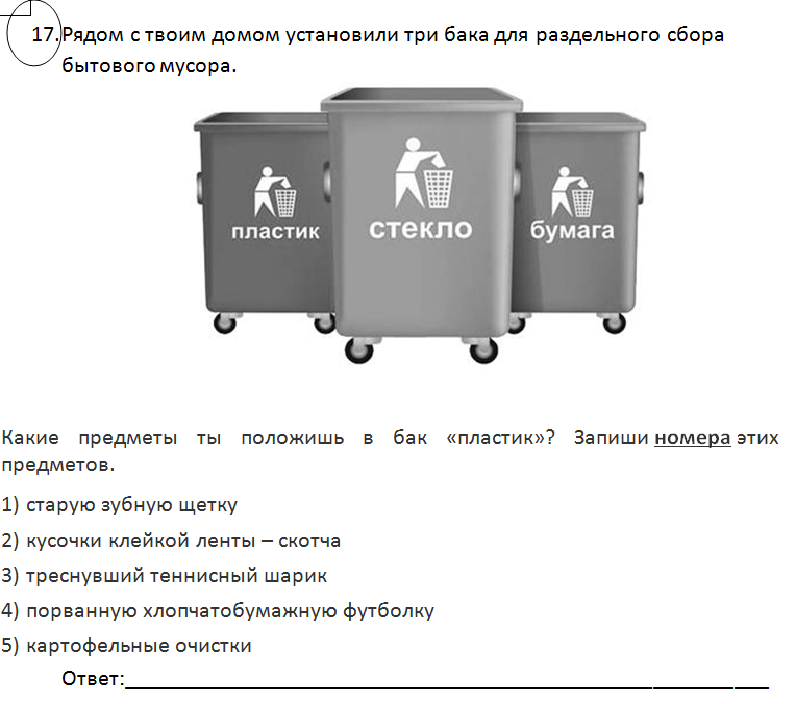 17. Рядом с твоим домом установили три бака для раздельного сбора
бытового мусора.
пластик
стекло
бумага
Какие предметы ты положишь в бак «пластик»? Запиши номера этих
предметов.
1) старую зубную щетку
2) кусочки клейкой ленты – скотча
3) треснувший теннисный шарик
4) порванную хлопчатобумажную футболку
5) картофельные очистки
Ответ: